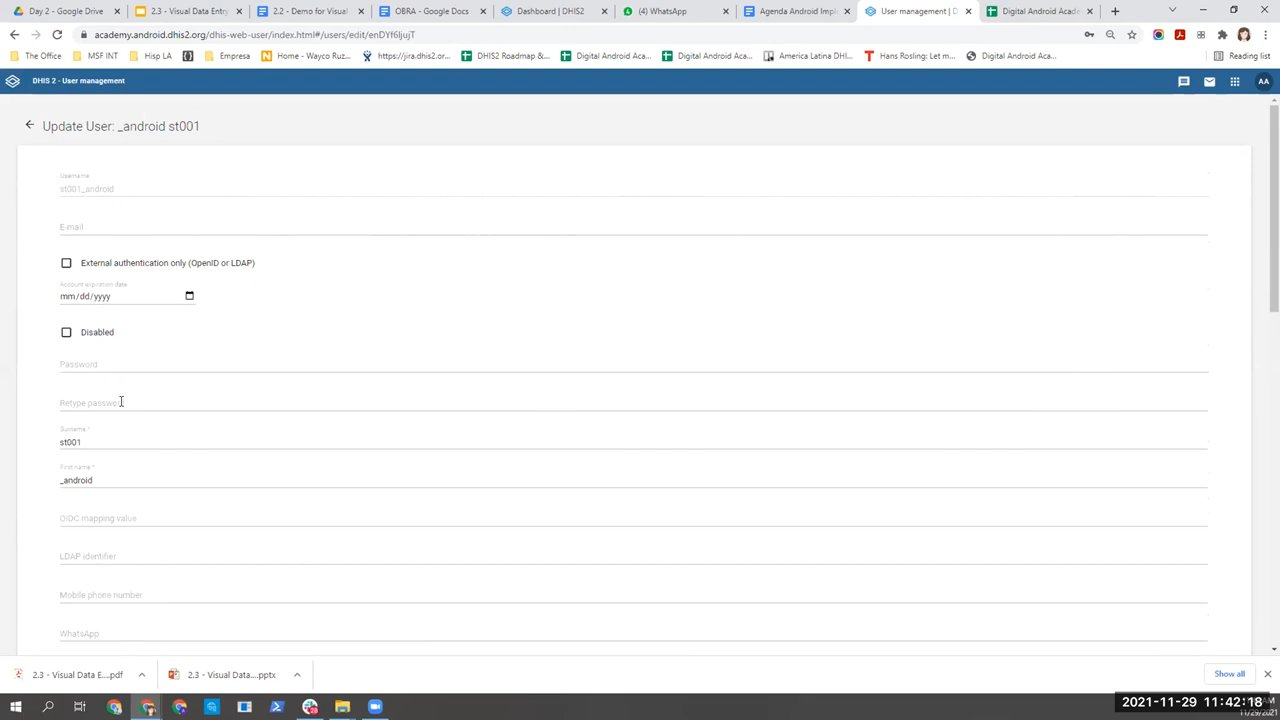 Day 2 - Google Drive
2.3 - Visual Data Entry
2.2 - Demo for Visual
OBRA - Google Docs
Dashboard | DHIS2
(4) WhatsApp
Agenda Android Impl
User management | D
Digital Android Acad
academy.android.dhis2.org/dhis-web-user/index.html#/users/edit/enDYf6ljujT
The Office
MSF INT
Hisp LA
Empresa
Home - Wayco Ruz...
https://jira.dhis2.or...
DHIS2 Roadmap &...
Digital Android Aca...
Digital Android Aca...
America Latina DHI...
Hans Rosling: Let m...
Digital Android Aca...
Reading list
DHIS 2 - User management
AA
Update User: _android st001
Username
st001_android
E-mail
External authentication only (OpenID or LDAP)
Account expiration date
mm/dd/yyyy
Disabled
Password
Retype password
Surname *
st001
First name *
_android
OIDC mapping value
LDAP identifier
Mobile phone number
WhatsApp
2.3 - Visual Data E....pdf
2.3 - Visual Data....pptx
Show all
2021-11-29 11:42:18
11/29/2021